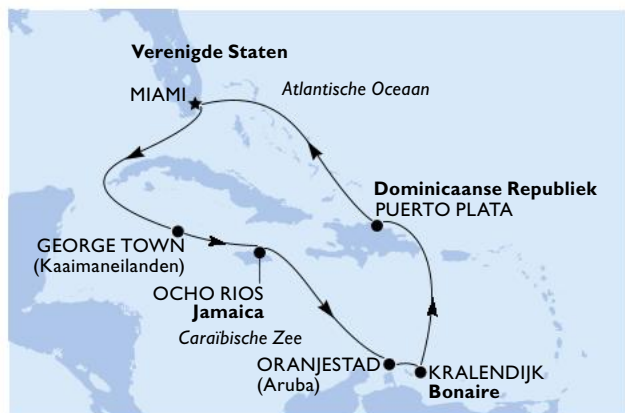 Verenigde Staten
MIAMI
Atlantische Oceaan
Dominicaanse Republiek
PUERTO PLATA
GEORGE TOWN
(Kaaimaneilanden)
OCHO RIOS
Jamaica
Caraïbische Zee
ORANJESTAD
(Aruba)
KRALENDIJK
Bonaire